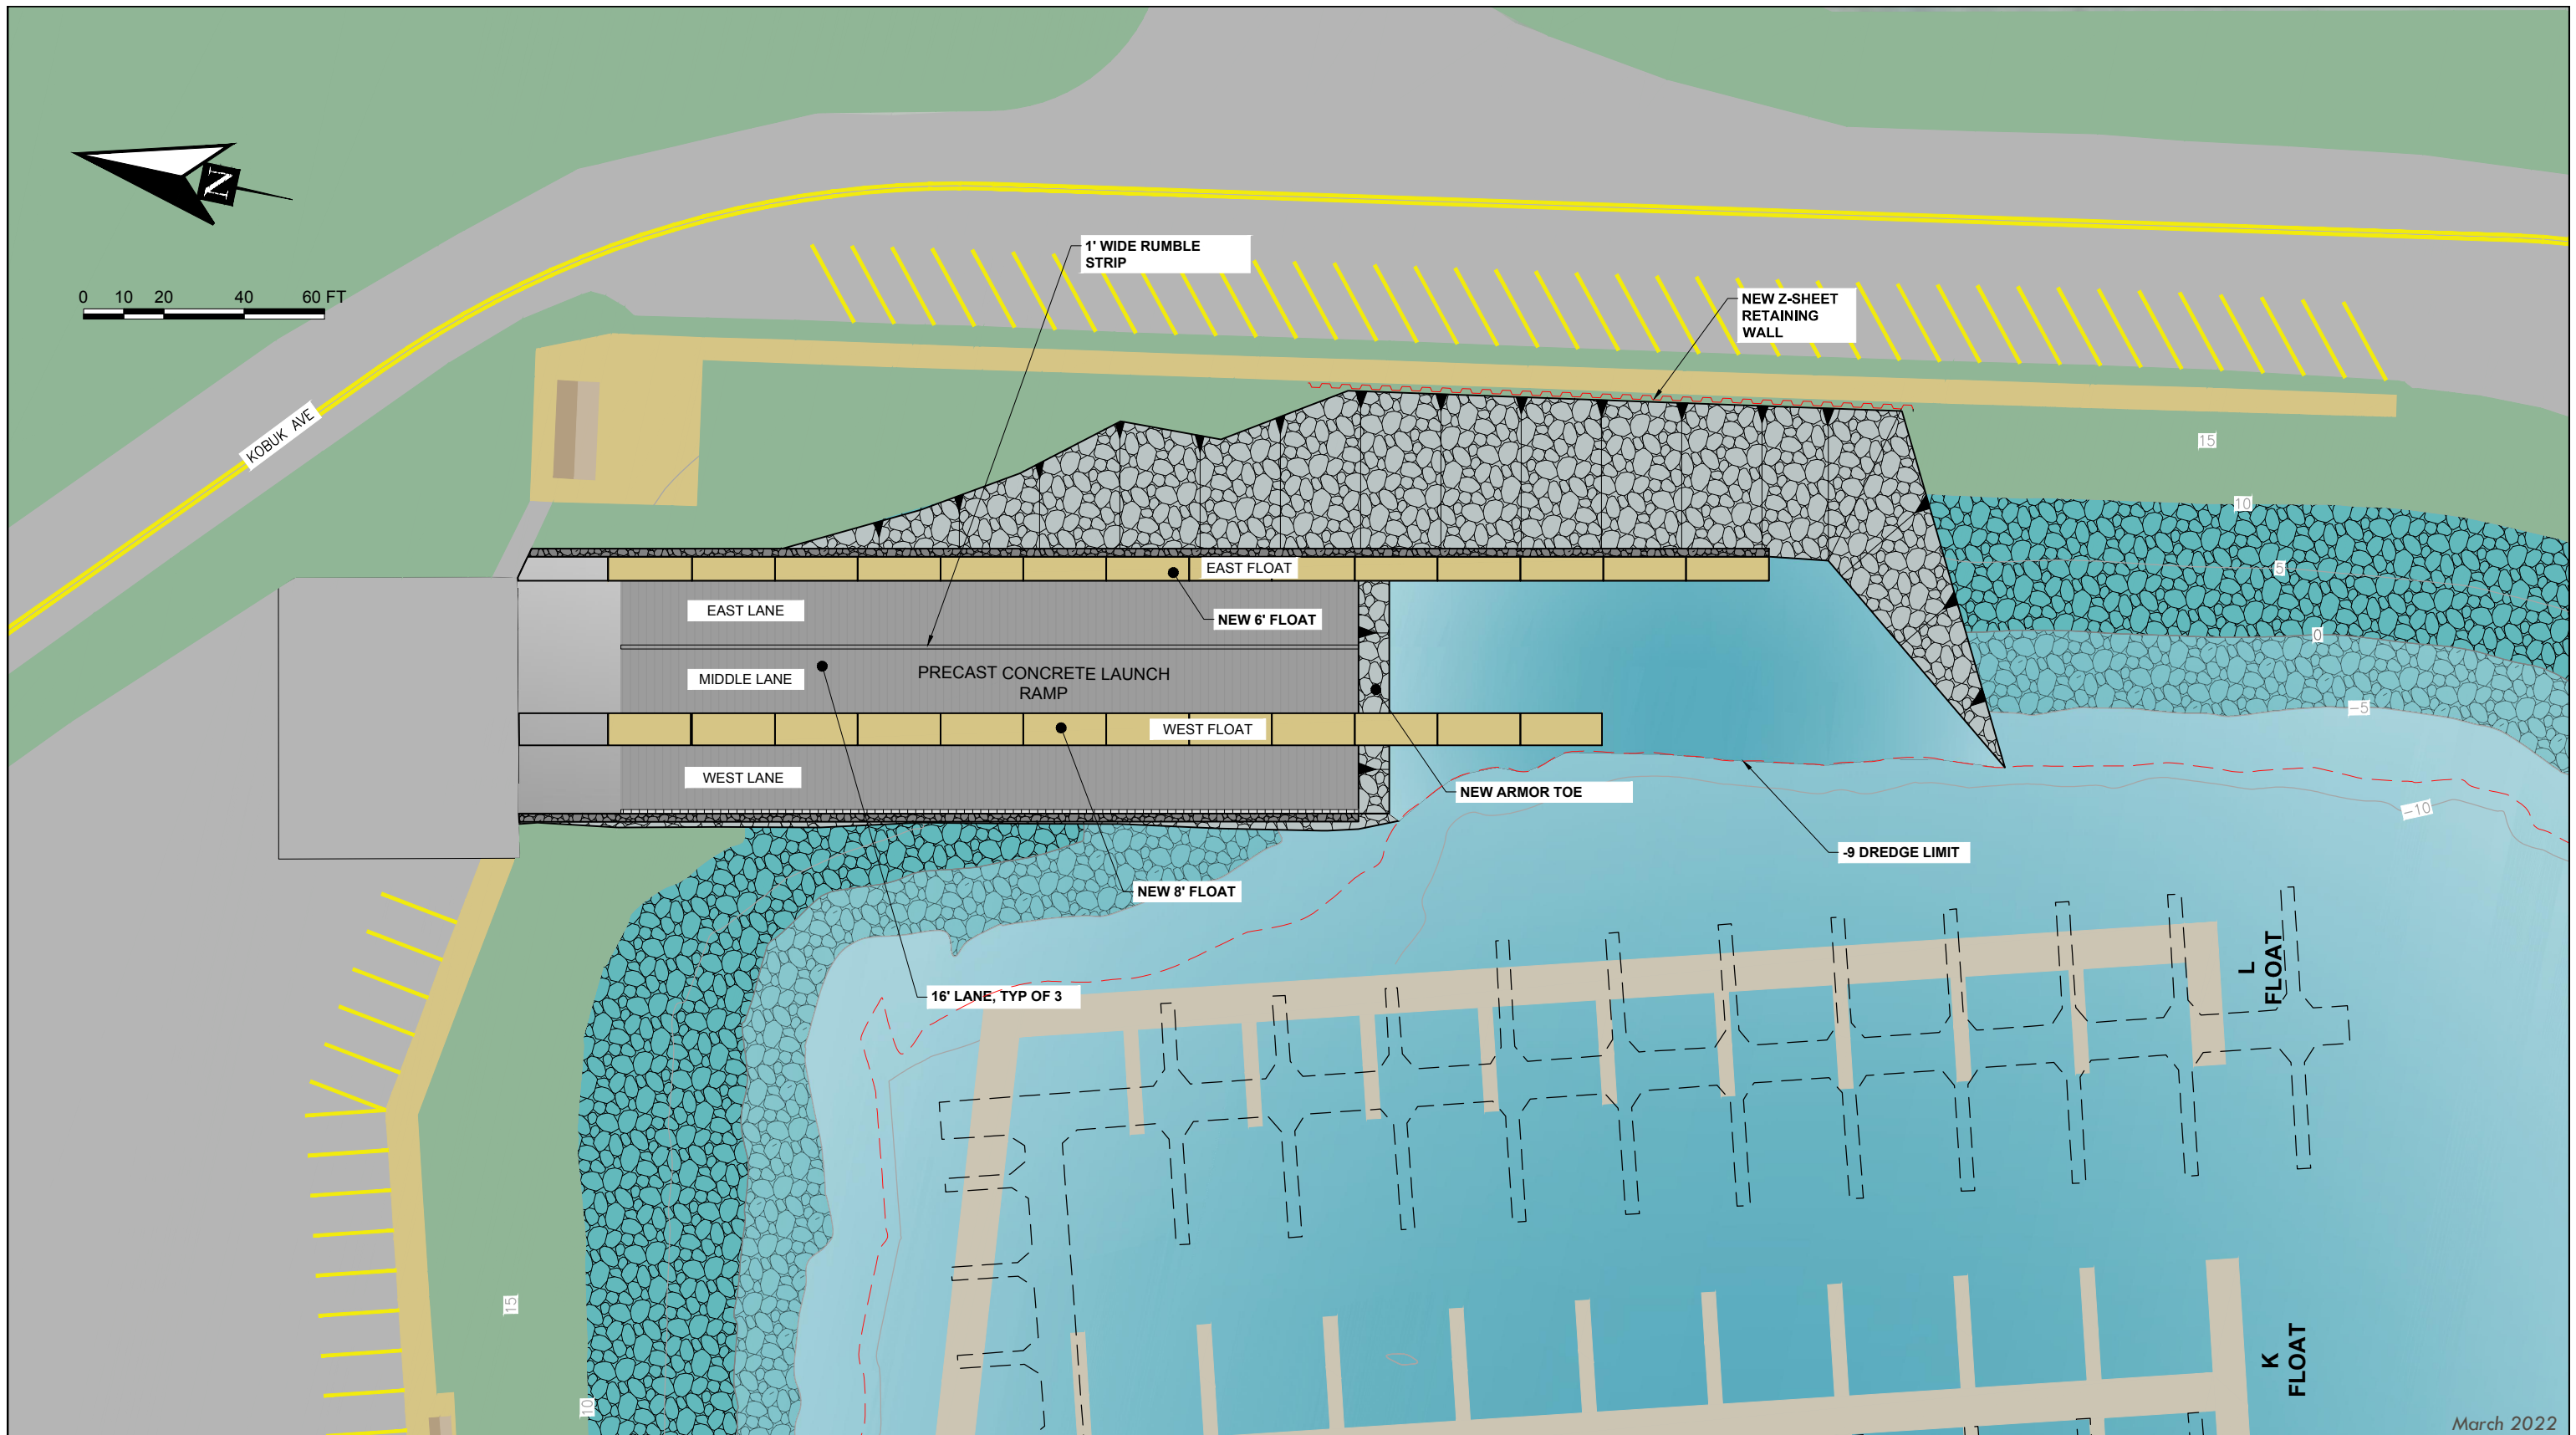 1' WIDE RUMBLE
STRIP
N
0 10 20 40 60 FT
NEW Z-SHEET
RETAINING
WALL
KOBUK AVE
15
10
5
0
-5
-10
EAST FLOAT
EAST LANE
NEW 6' FLOAT
MIDDLE LANE
PRECAST CONCRETE LAUNCH
RAMP
WEST FLOAT
WEST LANE
NEW ARMOR TOE
-9 DREDGE LIMIT
NEW 8' FLOAT
16' LANE, TYP OF 3
L
FLOAT
15
10
K
FLOAT
March 2022